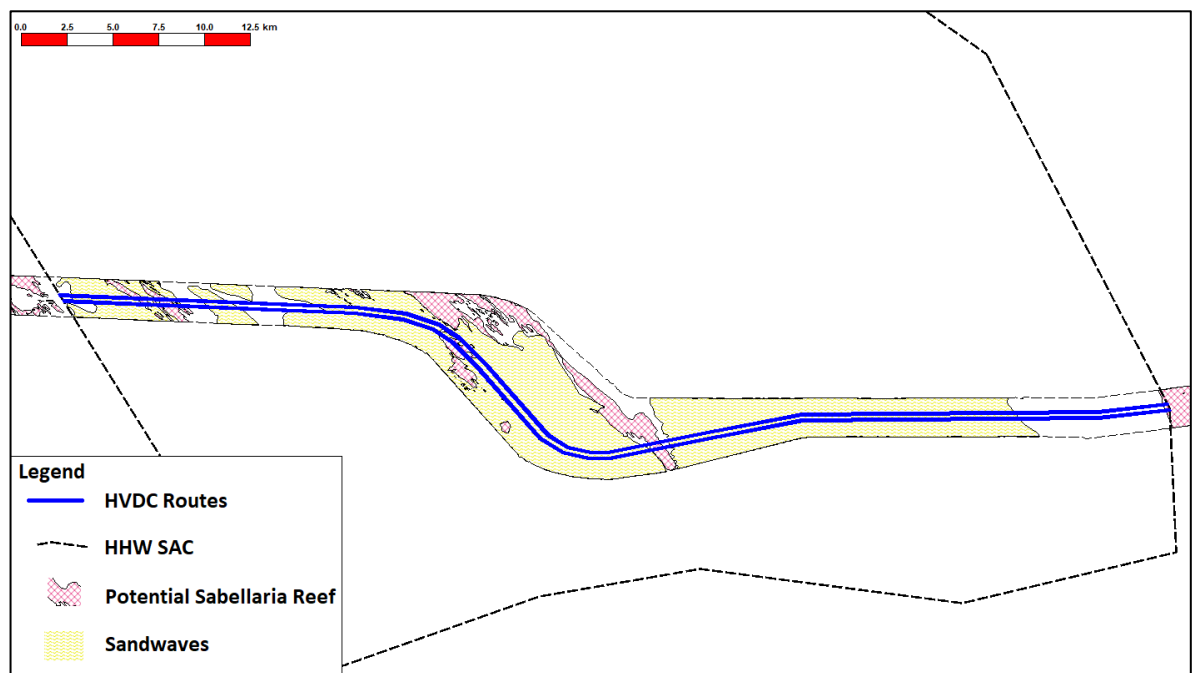 0.0 2.5 5.0 7.5 10.0 12.5 km
Legend
HVDC Routes
HHW SAC
Potential Sabellaria Reef
Sandwaves